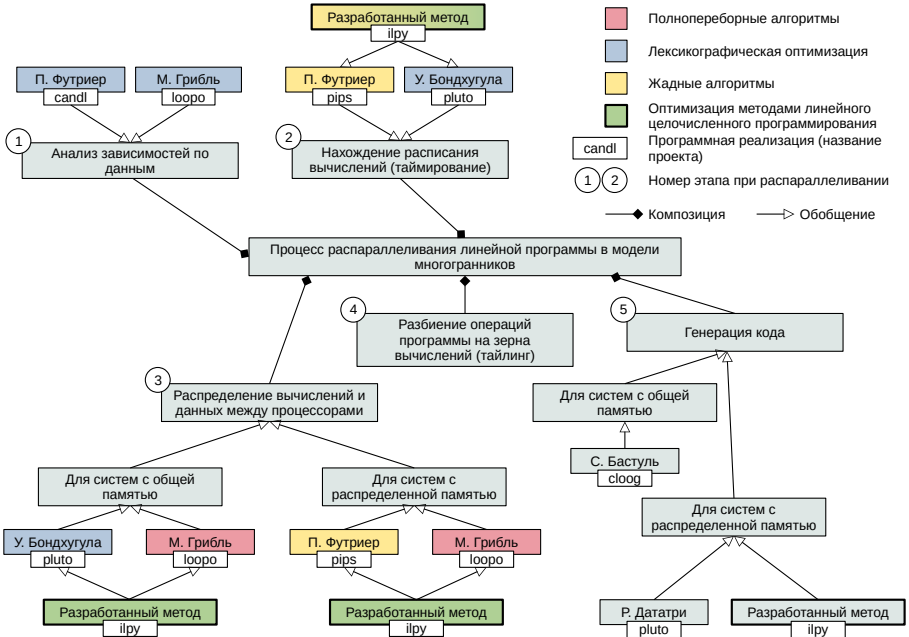 Разработанный метод
ilpy
П. Футриер
candl
М. Грибль
loopo
П. Футриер
pips
У. Бондхугула
pluto
1
Анализ зависимостей по
данным
2
Нахождение расписания
вычислений (таймирование)
Полнопереборные алгоритмы
Лексикографическая оптимизация
Жадные алгоритмы
Оптимизация методами линейного
целочисленного программирования
candl
Программная реализация (название
проекта)
1 2
Номер этапа при распараллеливании
Композиция
Обобщение
Процесс распараллеливания линейной программы в модели
многогранников
3
Распределение вычислений и
данных между процессорами
4
Разбиение операций
программы на зерна
вычислений (тайлинг)
5
Генерация кода
Для систем с общей
памятью
С. Бастуль
cloog
Для систем с общей
памятью
Для систем с
распределенной памятью
Для систем с
распределенной памятью
У. Бондхугула
pluto
М. Грибль
loopo
П. Футриер
pips
М. Грибль
loopo
Разработанный метод
ilpy
Разработанный метод
ilpy
Р. Дататри
pluto
Разработанный метод
ilpy